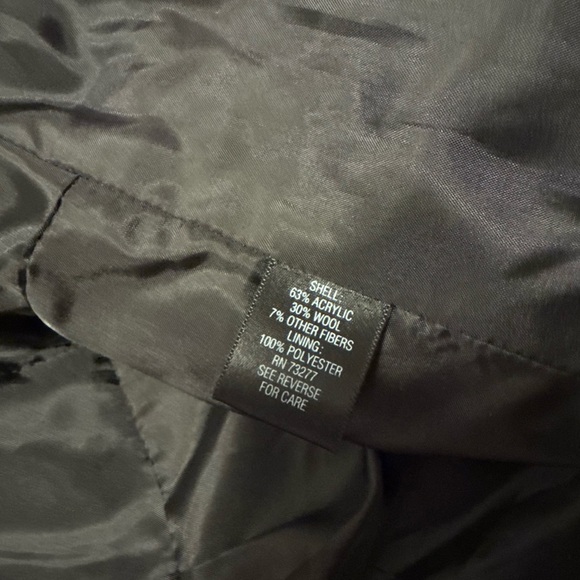 SHELL:
63% ACRYLIC
30% WOOL
7% OTHER FIBERS
LINING:
100% POLYESTER
RN 73277
SEE REVERSE
FOR CARE